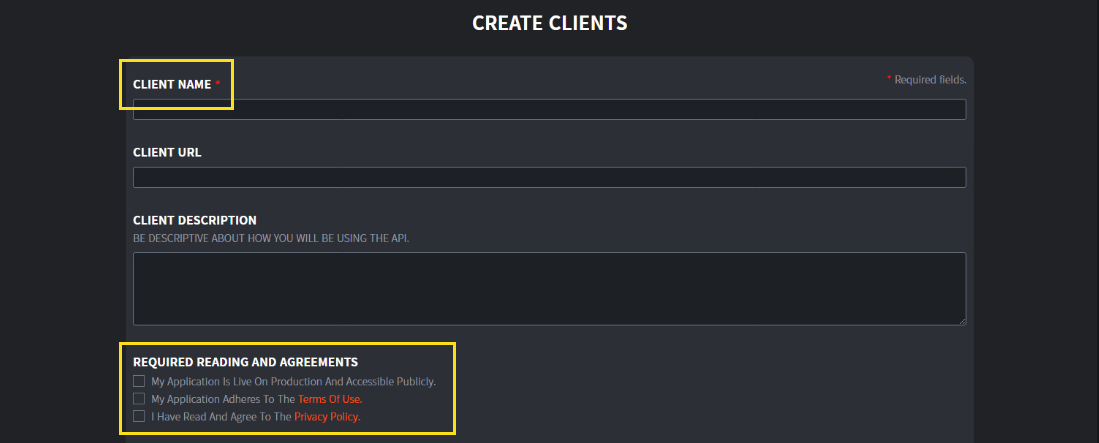 CREATE CLIENTS
CLIENT NAME *
* Required fields.
CLIENT URL
CLIENT DESCRIPTION
BE DESCRIPTIVE ABOUT HOW YOU WILL BE USING THE API.
REQUIRED READING AND AGREEMENTS
My Application Is Live On Production And Accessible Publicly.
My Application Adheres To The Terms Of Use.
I Have Read And Agree To The Privacy Policy.